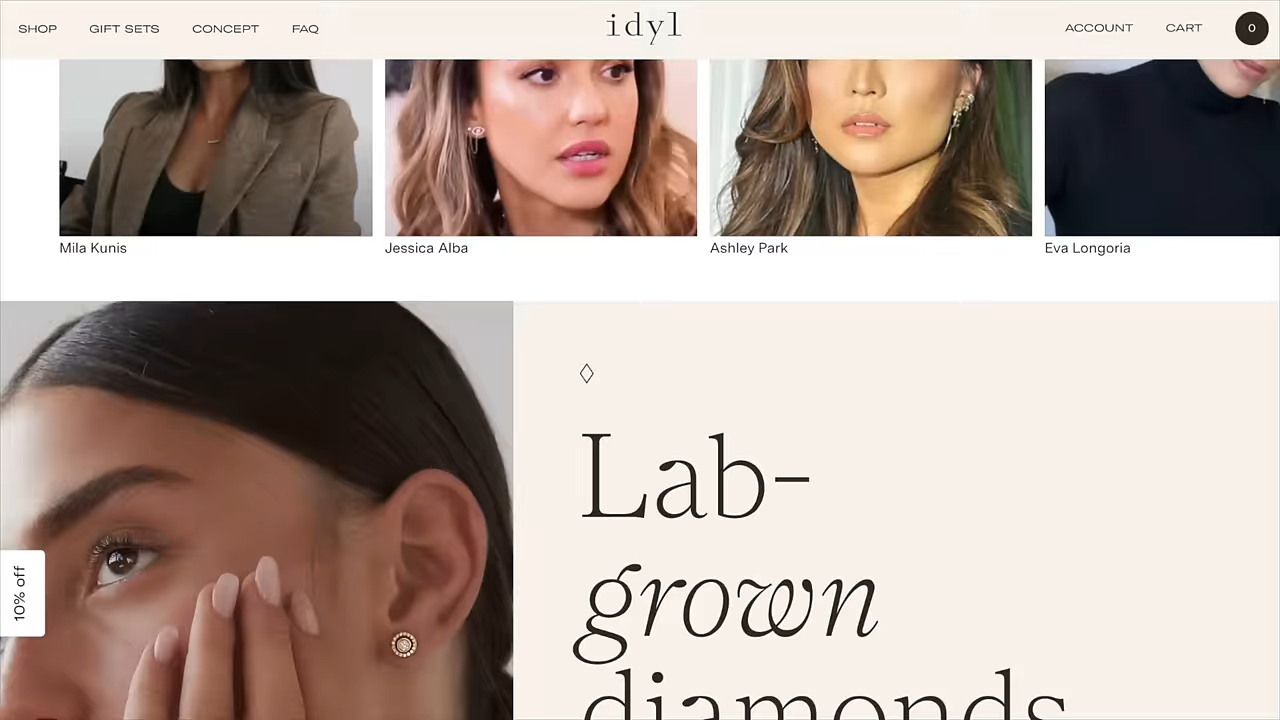 SHOP GIFT SETS CONCEPT FAQ idyl ACCOUNT CART 0
Mila Kunis Jessica Alba Ashley Park Eva Longoria
Lab-
grown
diamonds
10% off